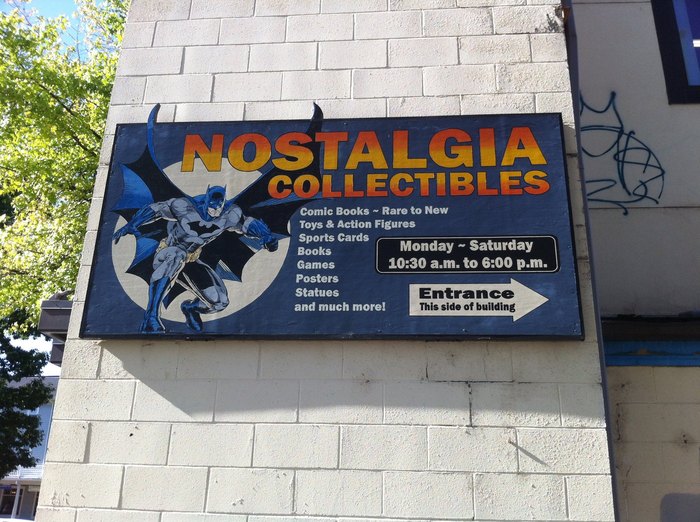 NOSTALGIA
COLLECTIBLES
Comic Books ~ Rare to New
Toys & Action Figures
Sports Cards
Books
Games
Posters
Statues
and much more!
Monday ~ Saturday
10:30 a.m. to 6:00 p.m.
Entrance
This side of building